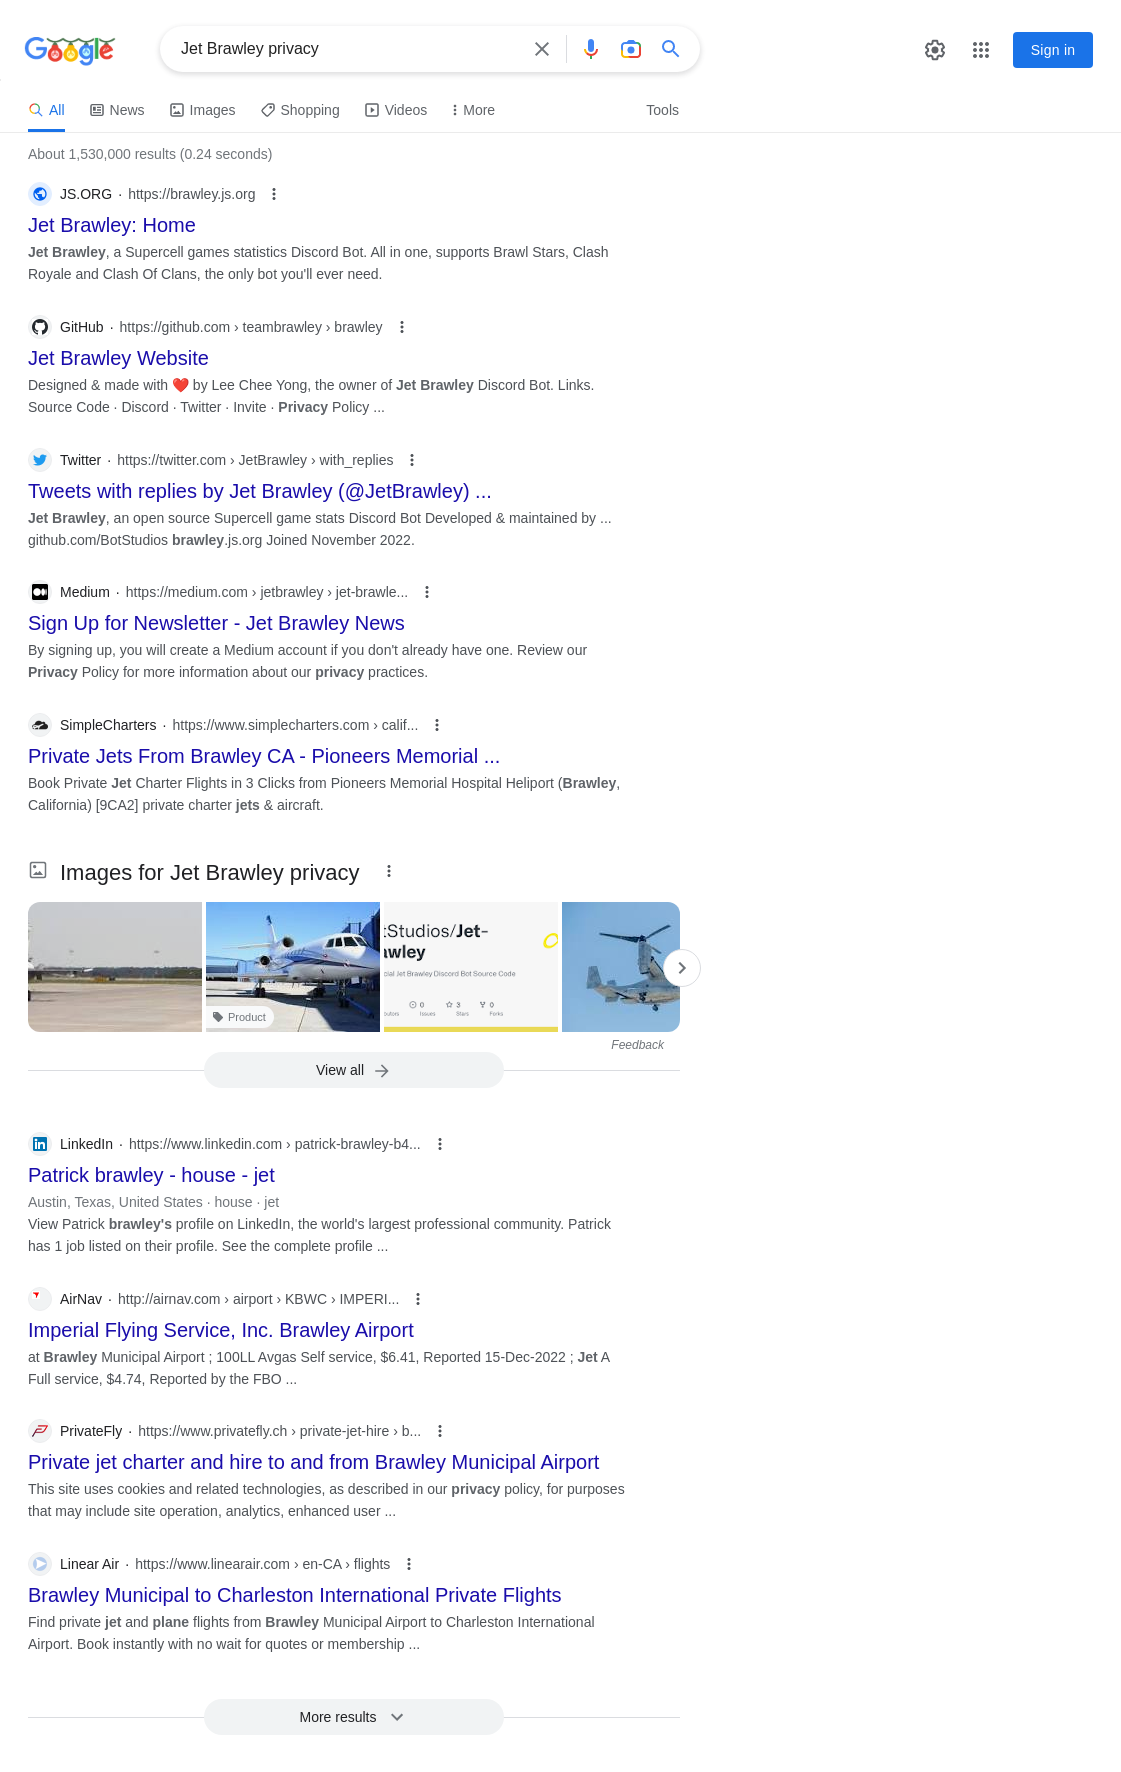 Google
Jet Brawley privacy
Sign in
All
News
Images
Shopping
Videos
More
Tools
About 1,530,000 results (0.24 seconds)
JS.ORG · https://brawley.js.org
Jet Brawley: Home
Jet Brawley, a Supercell games statistics Discord Bot. All in one, supports Brawl Stars, Clash
Royale and Clash Of Clans, the only bot you'll ever need.
GitHub · https://github.com › teambrawley › brawley
Jet Brawley Website
Designed & made with ❤️ by Lee Chee Yong, the owner of Jet Brawley Discord Bot. Links.
Source Code · Discord · Twitter · Invite · Privacy Policy ...
Twitter · https://twitter.com › JetBrawley › with_replies
Tweets with replies by Jet Brawley (@JetBrawley) ...
Jet Brawley, an open source Supercell game stats Discord Bot Developed & maintained by ...
github.com/BotStudios brawley.js.org Joined November 2022.
Medium · https://medium.com › jetbrawley › jet-brawle...
Sign Up for Newsletter - Jet Brawley News
By signing up, you will create a Medium account if you don't already have one. Review our
Privacy Policy for more information about our privacy practices.
SimpleCharters · https://www.simplecharters.com › calif...
Private Jets From Brawley CA - Pioneers Memorial ...
Book Private Jet Charter Flights in 3 Clicks from Pioneers Memorial Hospital Heliport (Brawley,
California) [9CA2] private charter jets & aircraft.
Images for Jet Brawley privacy
tStudios/Jet-
awley
cial Jet Brawley Discord Bot Source Code
0
3
0
butors
Issues
Stars
Forks
Product
Feedback
View all
LinkedIn · https://www.linkedin.com › patrick-brawley-b4...
Patrick brawley - house - jet
Austin, Texas, United States · house · jet
View Patrick brawley's profile on LinkedIn, the world's largest professional community. Patrick
has 1 job listed on their profile. See the complete profile ...
AirNav · http://airnav.com › airport › KBWC › IMPERI...
Imperial Flying Service, Inc. Brawley Airport
at Brawley Municipal Airport ; 100LL Avgas Self service, $6.41, Reported 15-Dec-2022 ; Jet A
Full service, $4.74, Reported by the FBO ...
PrivateFly · https://www.privatefly.ch › private-jet-hire › b...
Private jet charter and hire to and from Brawley Municipal Airport
This site uses cookies and related technologies, as described in our privacy policy, for purposes
that may include site operation, analytics, enhanced user ...
Linear Air · https://www.linearair.com › en-CA › flights
Brawley Municipal to Charleston International Private Flights
Find private jet and plane flights from Brawley Municipal Airport to Charleston International
Airport. Book instantly with no wait for quotes or membership ...
More results